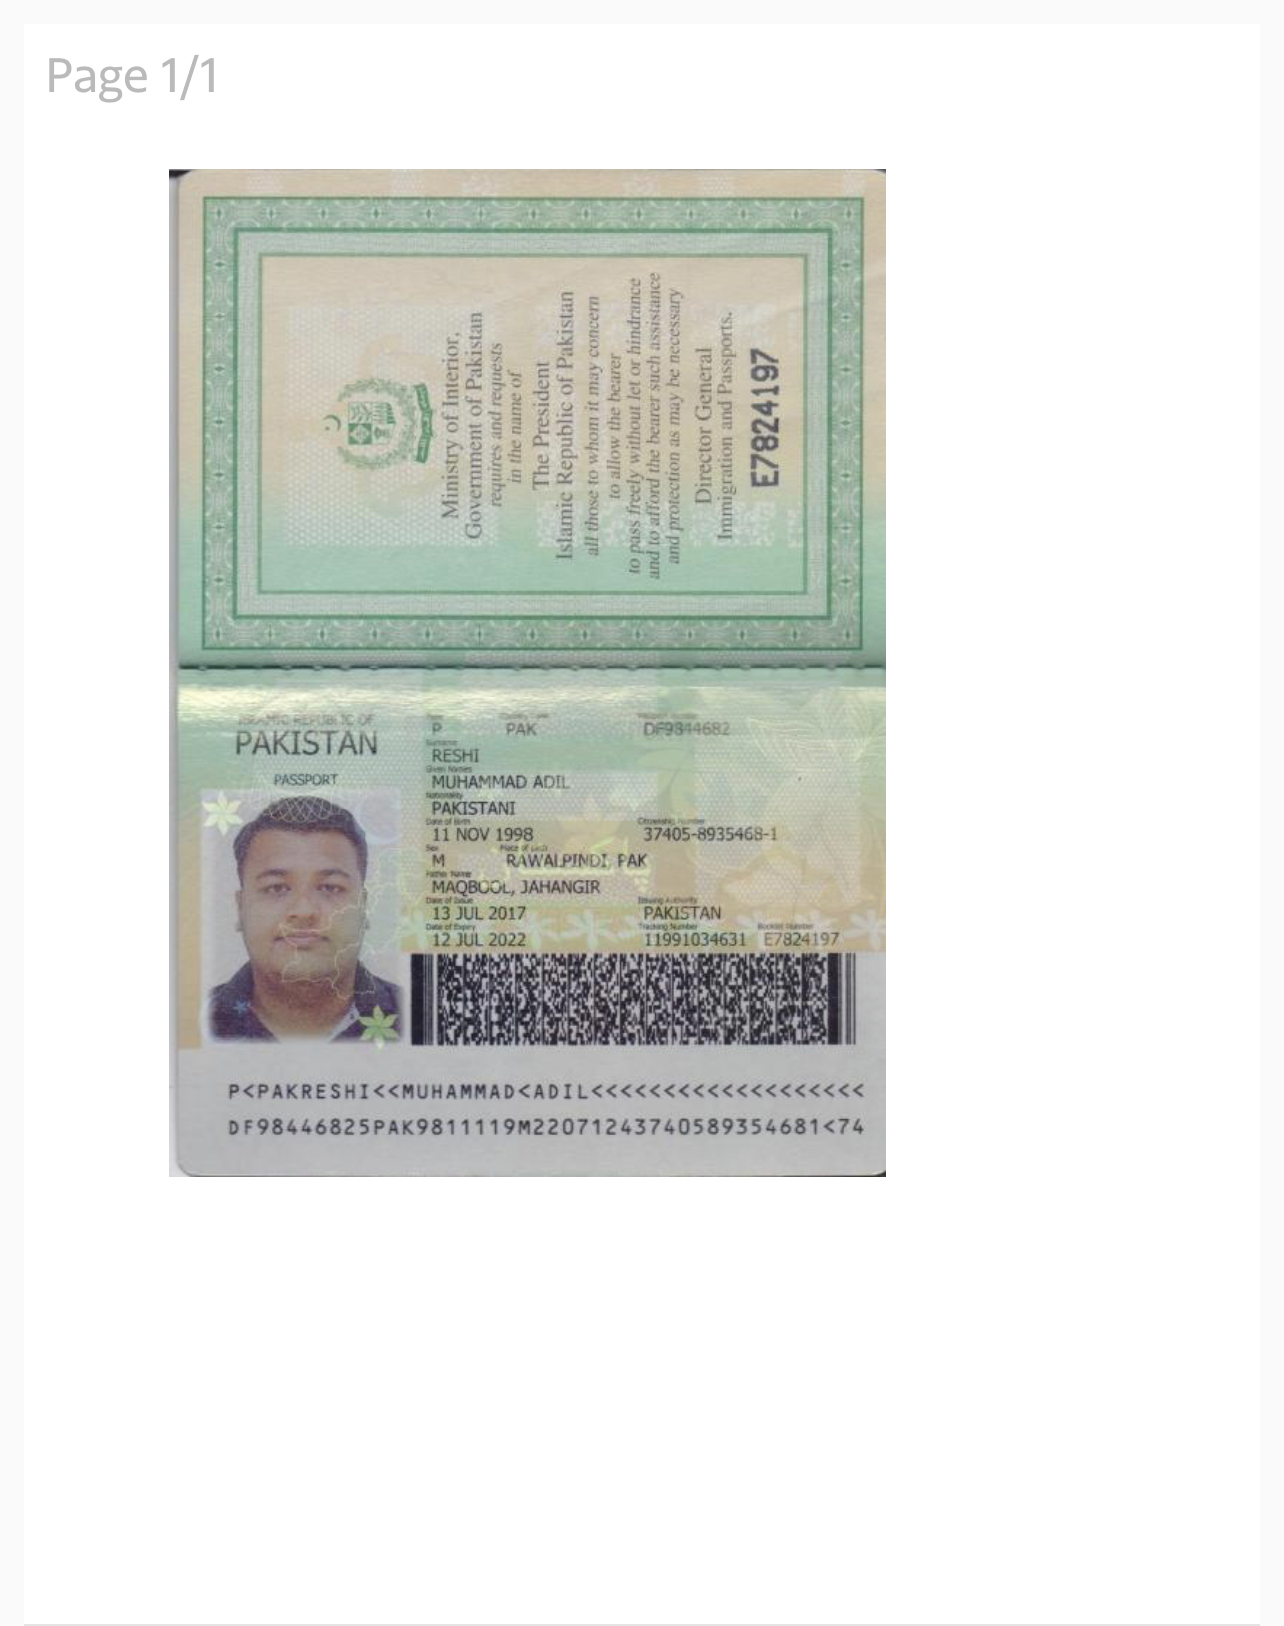 Page 1/1
Ministry of Interior,
Government of Pakistan
requires and requests
in the name of
The President
Islamic Republic of Pakistan
all those to whom it may concern
to allow the bearer
to pass freely without let or hindrance
and to afford the bearer such assistance
and protection as may be necessary
Director General
Immigration and Passports.
E7824197
ISLAMIC REPUBLIC OF
PAKISTAN
PASSPORT
Type Country Code Passport Number
P PAK DF9844682
Surname
RESHI
Given Names
MUHAMMAD ADIL
Nationality
PAKISTANI
Date of Birth Citizenship Number
11 NOV 1998 37405-8935468-1
Sex Place of Birth
M RAWALPINDI, PAK
Father Name
MAQBOOL, JAHANGIR
Date of Issue Issuing Authority
13 JUL 2017 PAKISTAN
Date of Expiry Tracking Number Booklet Number
12 JUL 2022 11991034631 E7824197
P<PAKRESHI<<MUHAMMAD<ADIL<<<<<<<<<<<<<<<<<<<
DF98446825PAK9811119M2207124374058935468​1<74